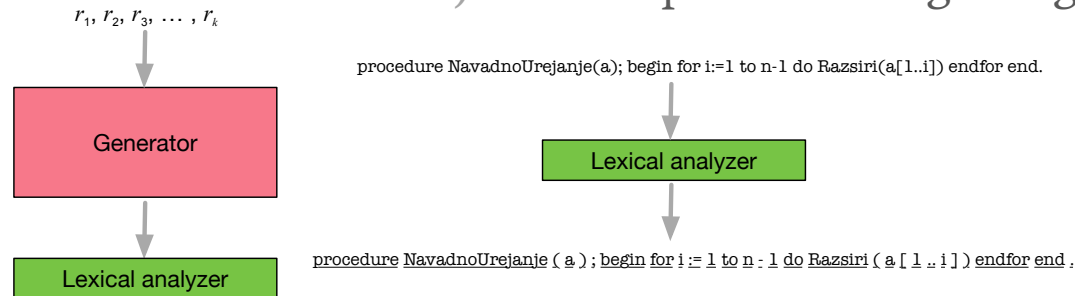 r₁, r₂, r₃, … , rₖ
Generator
Lexical analyzer
procedure NavadnoUrejanje(a); begin for i:=1 to n-1 do Razsiri(a[1..i]) endfor end.
Lexical analyzer
procedure NavadnoUrejanje ( a ) ; begin for i := 1 to n - 1 do Razsiri ( a [ 1 .. i ] ) endfor end .